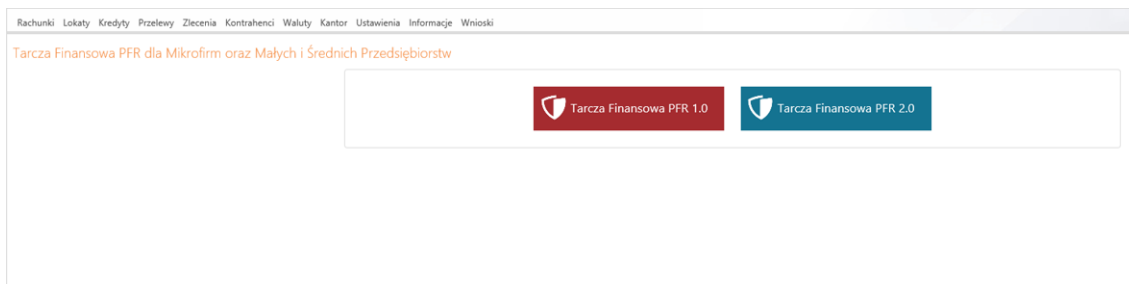 Rachunki Lokaty Kredyty Przelewy Zlecenia Kontrahenci Waluty Kantor Ustawienia Informacje Wnioski
Tarcza Finansowa PFR dla Mikrofirm oraz Małych i Średnich Przedsiębiorstw
Tarcza Finansowa PFR 1.0 Tarcza Finansowa PFR 2.0